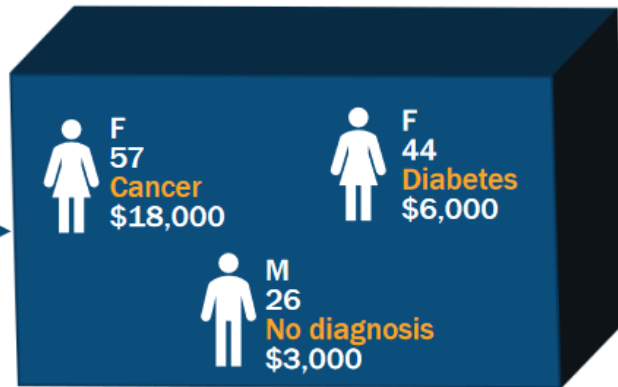 F
57
Cancer
$18,000
F
44
Diabetes
$6,000
M
26
No diagnosis
$3,000